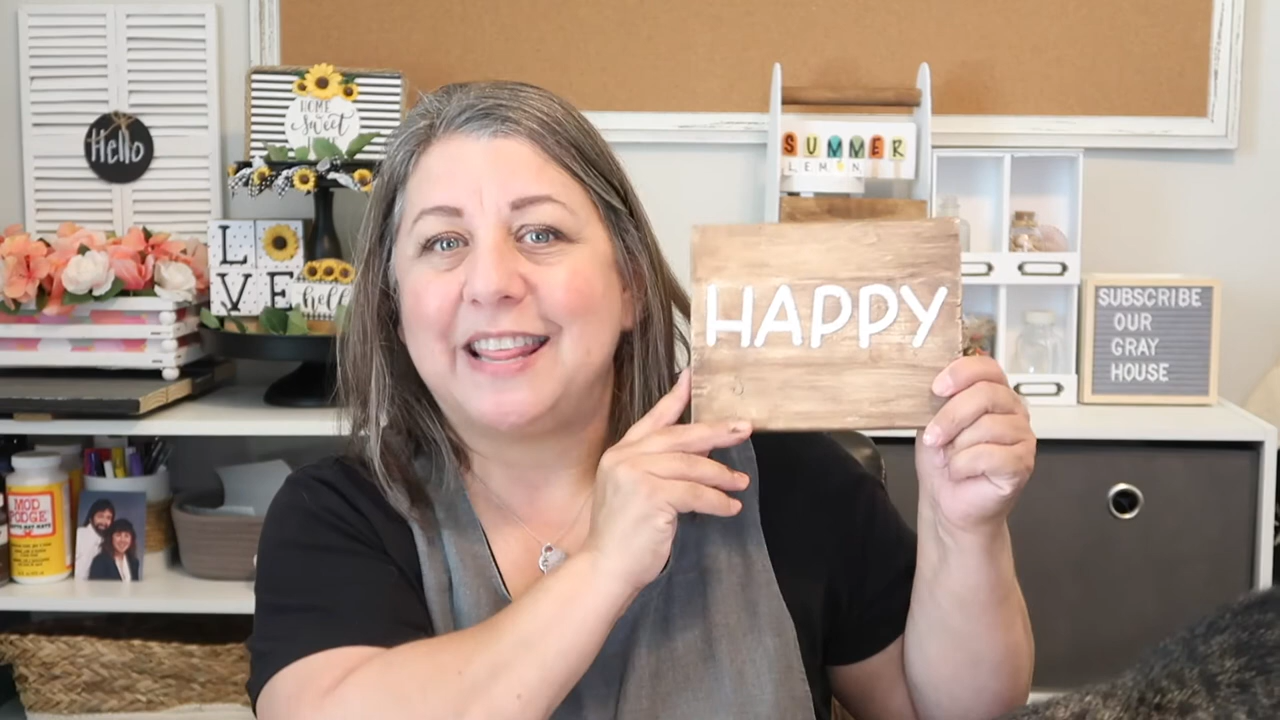 Hello
HOME
sweet
LOVE
hello
SUMMER
LEMON
HAPPY
SUBSCRIBE
OUR
GRAY
HOUSE
MOD
PODGE